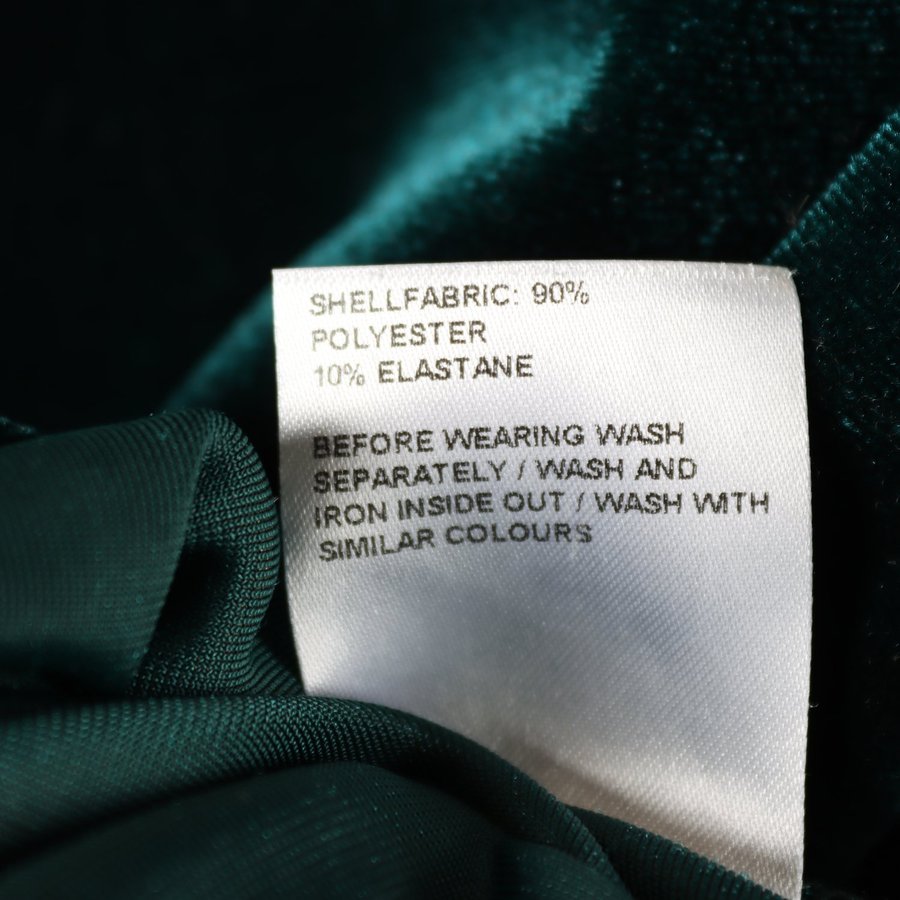 SHELLFABRIC: 90%
POLYESTER
10% ELASTANE
BEFORE WEARING WASH
SEPARATELY / WASH AND
IRON INSIDE OUT / WASH WITH
SIMILAR COLOURS